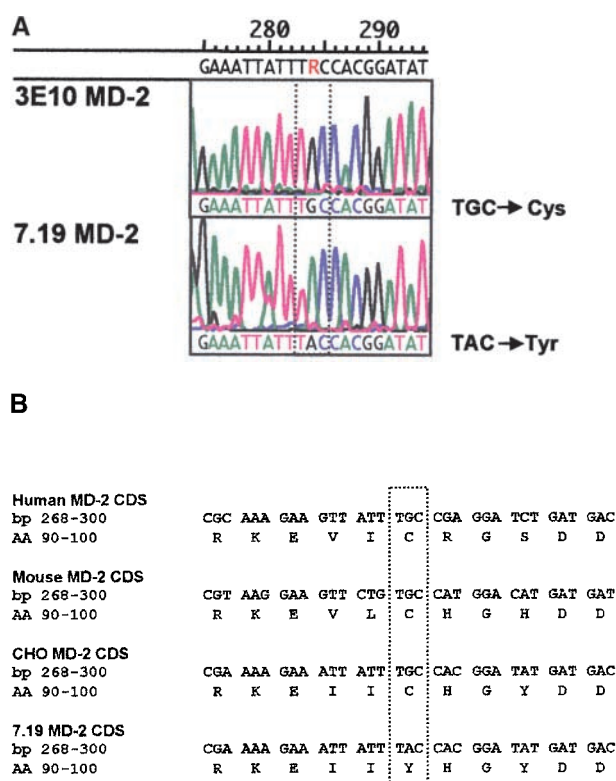 A
280 290
GAAATTATTTRCCACGGATAT
3E10 MD-2
GAAATTATTTGCCACGGATAT
TGC→Cys
7.19 MD-2
GAAATTATTTACCACGGATAT
TAC→Tyr
B
Human MD-2 CDS
bp 268-300 CGC AAA GAA GTT ATT TGC CGA GGA TCT GAT GAC
AA 90-100 R K E V I C R G S D D
Mouse MD-2 CDS
bp 268-300 CGT AAG GAA GTT CTG TGC CAT GGA CAT GAT GAT
AA 90-100 R K E V L C H G H D D
CHO MD-2 CDS
bp 268-300 CGA AAA GAA ATT ATT TGC CAC GGA TAT GAT GAC
AA 90-100 R K E I I C H G Y D D
7.19 MD-2 CDS
bp 268-300 CGA AAA GAA ATT ATT TAC CAC GGA TAT GAT GAC
AA 90-100 R K E I I Y H G Y D D